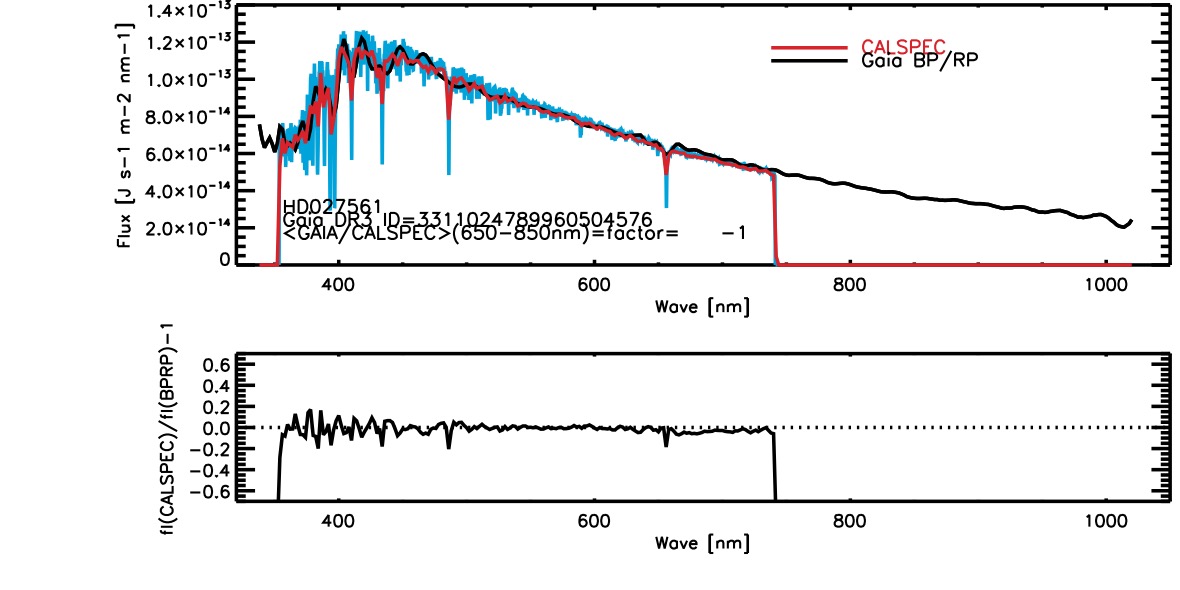 1.4×10⁻¹³
1.2×10⁻¹³
1.0×10⁻¹³
8.0×10⁻¹⁴
6.0×10⁻¹⁴
4.0×10⁻¹⁴
2.0×10⁻¹⁴
0
Flux [J s−1 m−2 nm−1]
CALSPEC
Gaia BP/RP
HD027561
Gaia DR3 ID=3311024789960504576
<GAIA/CALSPEC>(650−850nm)=factor= −1
400 600 800 1000
Wave [nm]
0.6
0.4
0.2
0.0
−0.2
−0.4
−0.6
fl(CALSPEC)/fl(BPRP)−1
400 600 800 1000
Wave [nm]